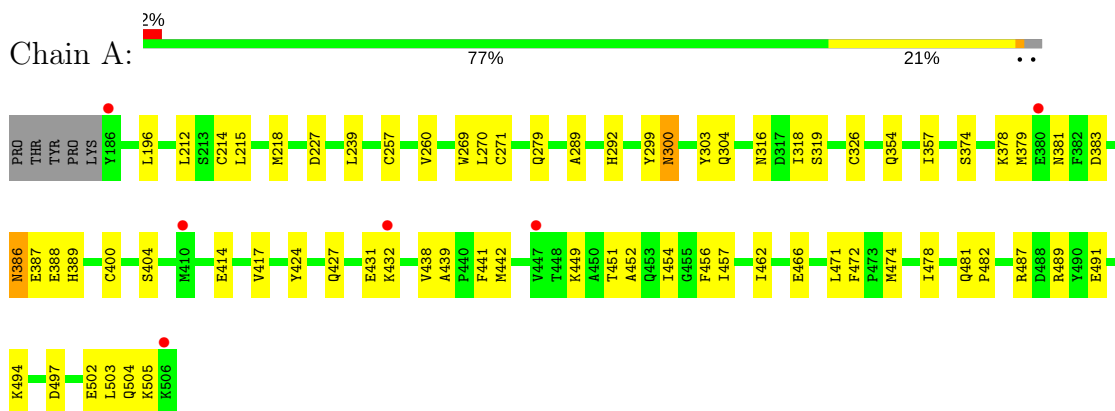 2%
Chain A:
77% 21% ••
PRO THR TYR PRO LYS Y186 L196 L212 S213 C214 L215 M218 D227 L239 C257 V260 W269 L270 C271 Q279 A289 H292 Y299 N300 Y303 Q304 N316 D317 I318 S319 C326 Q354 I357 S374 K378 M379 E380 N381 F382 D383
N386 E387 E388 H389 C400 S404 M410 E414 V417 Y424 Q427 E431 K432 V438 A439 P440 F441 M442 V447 T448 K449 A450 T451 A452 Q453 I454 G455 F456 I457 I462 E466 L471 F472 P473 M474 I478 Q481 P482 R487 D488 R489 Y490 E491
K494 D497 E502 L503 Q504 K505 K506